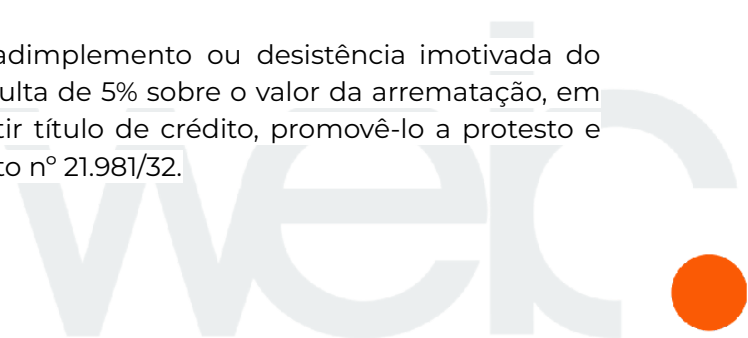 adimplemento ou desistência imotivada do
ulta de 5% sobre o valor da arrematação, em
tir título de crédito, promovê-lo a protesto e
to nº 21.981/32.
web.